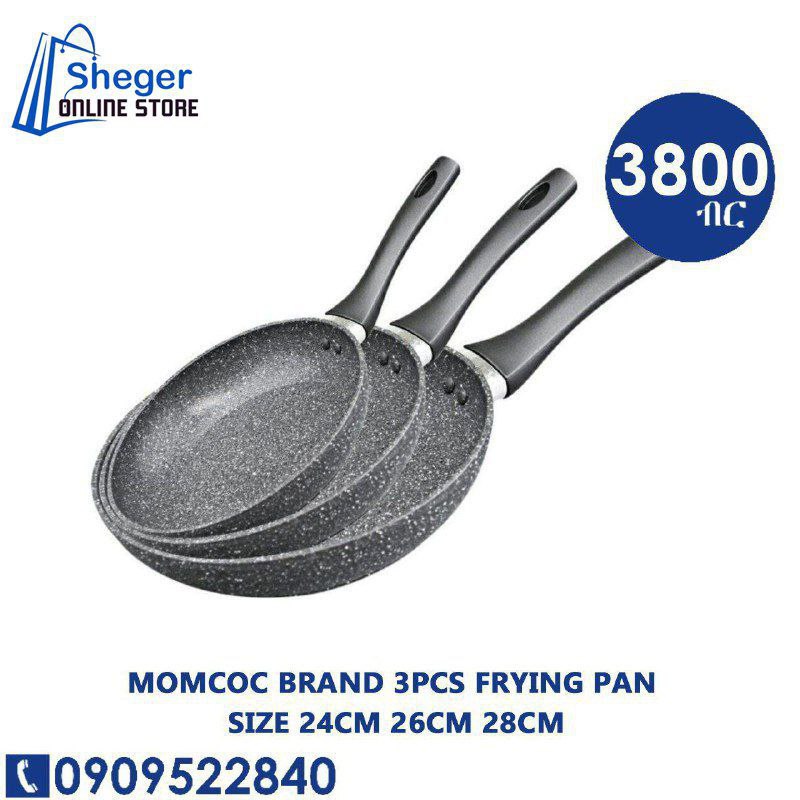 Sheger
ONLINE STORE
3800
ብር
MOMCOC BRAND 3PCS FRYING PAN
SIZE 24CM 26CM 28CM
0909522840